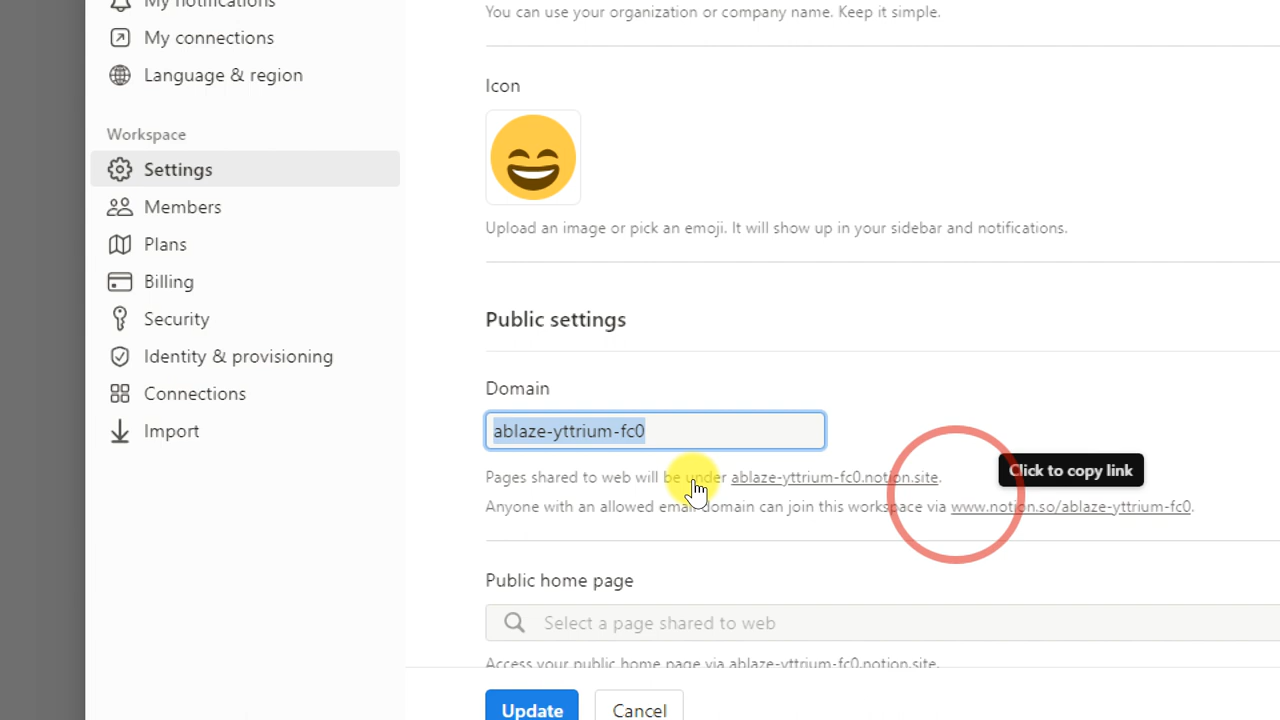 My notifications
My connections
Language & region
Workspace
Settings
Members
Plans
Billing
Security
Identity & provisioning
Connections
Import
You can use your organization or company name. Keep it simple.
Icon
Upload an image or pick an emoji. It will show up in your sidebar and notifications.
Public settings
Domain
ablaze-yttrium-fc0
Pages shared to web will be under ablaze-yttrium-fc0.notion.site.
Click to copy link
Anyone with an allowed email domain can join this workspace via www.notion.so/ablaze-yttrium-fc0.
Public home page
Select a page shared to web
Access your public home page via ablaze-yttrium-fc0.notion.site.
Update
Cancel